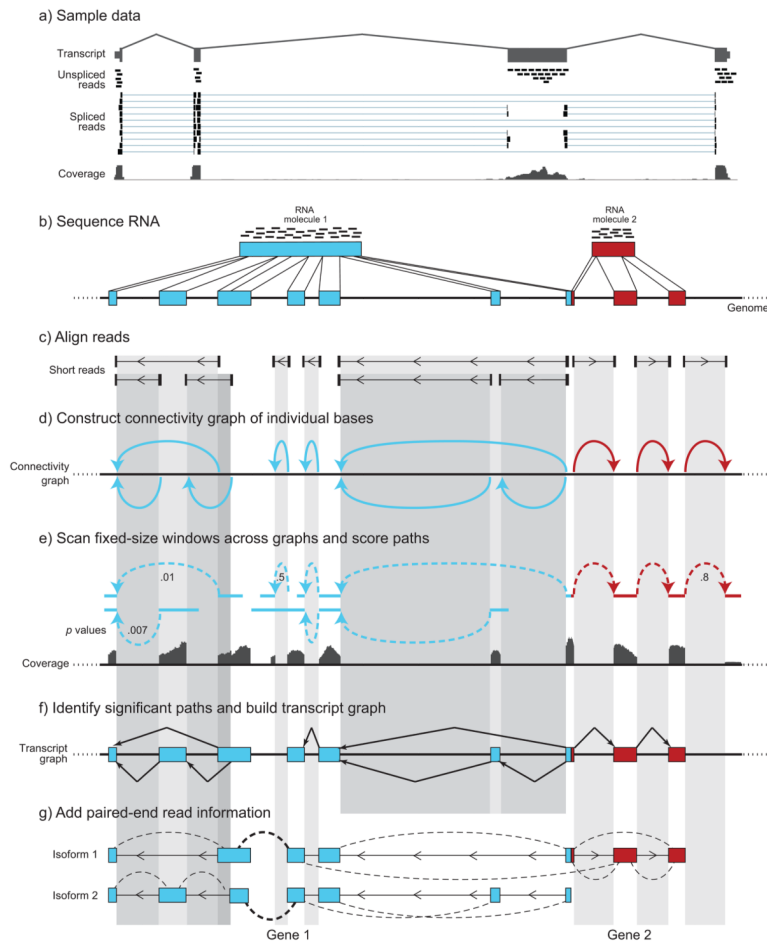 a) Sample data
Transcript
Unspliced
reads
Spliced
reads
Coverage
b) Sequence RNA
RNA
molecule 1
RNA
molecule 2
Genome
c) Align reads
Short reads
d) Construct connectivity graph of individual bases
Connectivity
graph
e) Scan fixed-size windows across graphs and score paths
.01
.5
.8
p values
.007
Coverage
f) Identify significant paths and build transcript graph
Transcript
graph
g) Add paired-end read information
Isoform 1
Isoform 2
Gene 1
Gene 2